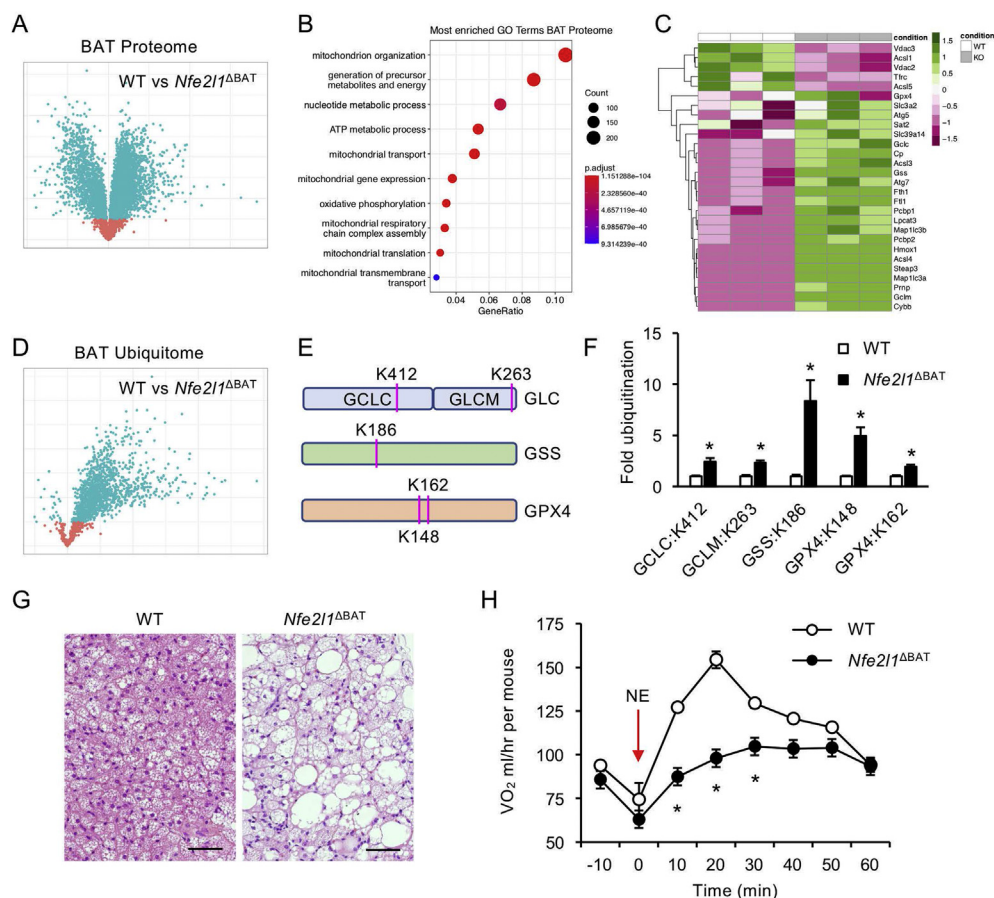 A
BAT Proteome
WT vs Nfe2l1ΔBAT
B
Most enriched GO Terms BAT Proteome
mitochondrion organization
generation of precursor
metabolites and energy
nucleotide metabolic process
ATP metabolic process
mitochondrial transport
mitochondrial gene expression
oxidative phosphorylation
mitochondrial respiratory
chain complex assembly
mitochondrial translation
mitochondrial transmembrane
transport
0.04 0.06 0.08 0.10
GeneRatio
Count
100
150
200
p.adjust
1.151288e−104
2.328560e−40
4.657119e−40
6.985679e−40
9.314239e−40
C
condition
Vdac3
Acsl1
Vdac2
Tfrc
Acsl5
Gpx4
Slc3a2
Atg5
Sat2
Slc39a14
Gclc
Cp
Acsl3
Gss
Atg7
Fth1
Ftl1
Pcbp1
Lpcat3
Map1lc3b
Pcbp2
Hmox1
Acsl4
Steap3
Map1lc3a
Prnp
Gclm
Cybb
1.5
1
0.5
0
−0.5
−1
−1.5
condition
WT
KO
D
BAT Ubiquitome
WT vs Nfe2l1ΔBAT
E
K412 K263
GCLC GLCM GLC
K186
GSS
K162
GPX4
K148
F
WT
Nfe2l1ΔBAT
Fold ubiquitination
15
10
5
0
* * * * *
GCLC:K412
GCLM:K263
GSS:K186
GPX4:K148
GPX4:K162
G
WT Nfe2l1ΔBAT
H
WT
Nfe2l1ΔBAT
NE
VO2 ml/hr per mouse
175
150
125
100
75
50
* * *
-10 0 10 20 30 40 50 60
Time (min)